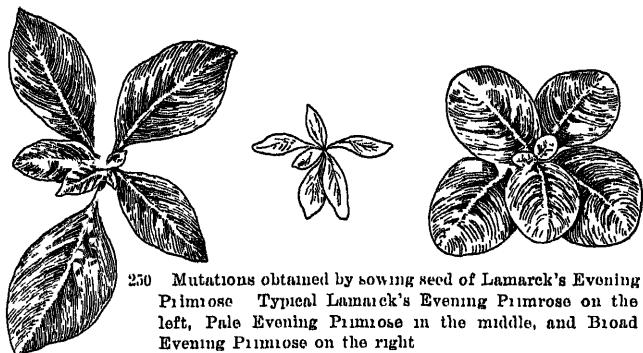 250 Mutations obtained by sowing seed of Lamarck's Evening
Primrose Typical Lamarck's Evening Primrose on the
left, Pale Evening Primrose in the middle, and Broad
Evening Primrose on the right